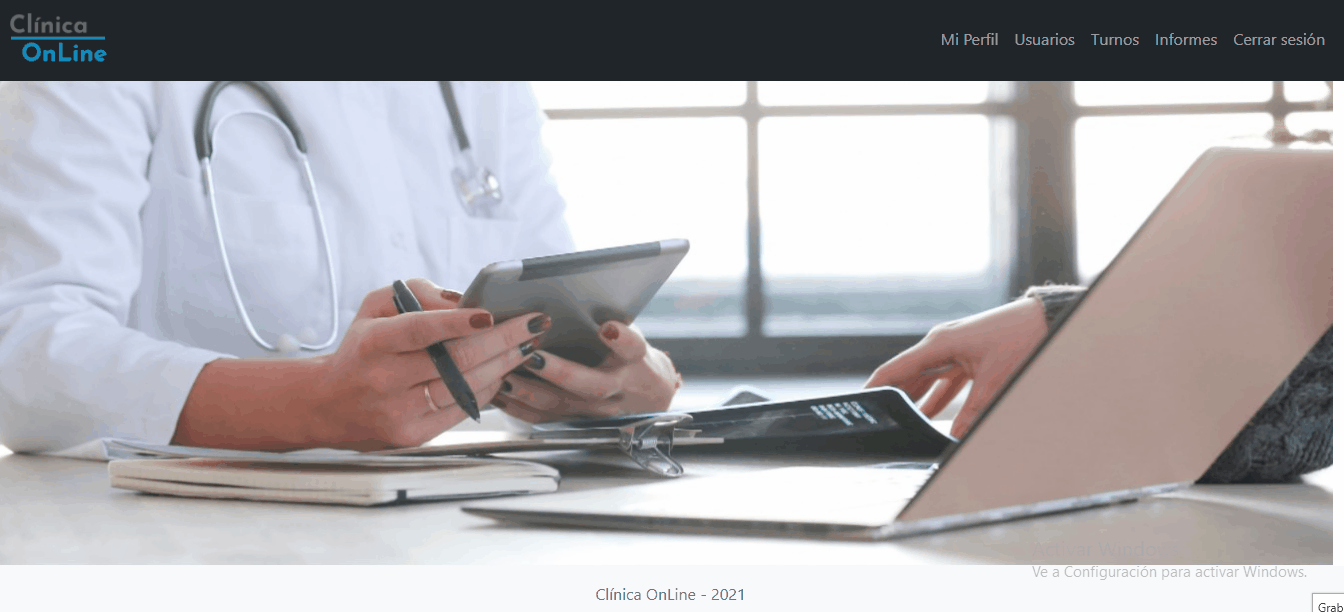 Clínica
OnLine
Mi Perfil Usuarios Turnos Informes Cerrar sesión
Activar Windows
Ve a Configuración para activar Windows.
Clínica OnLine - 2021
Grab